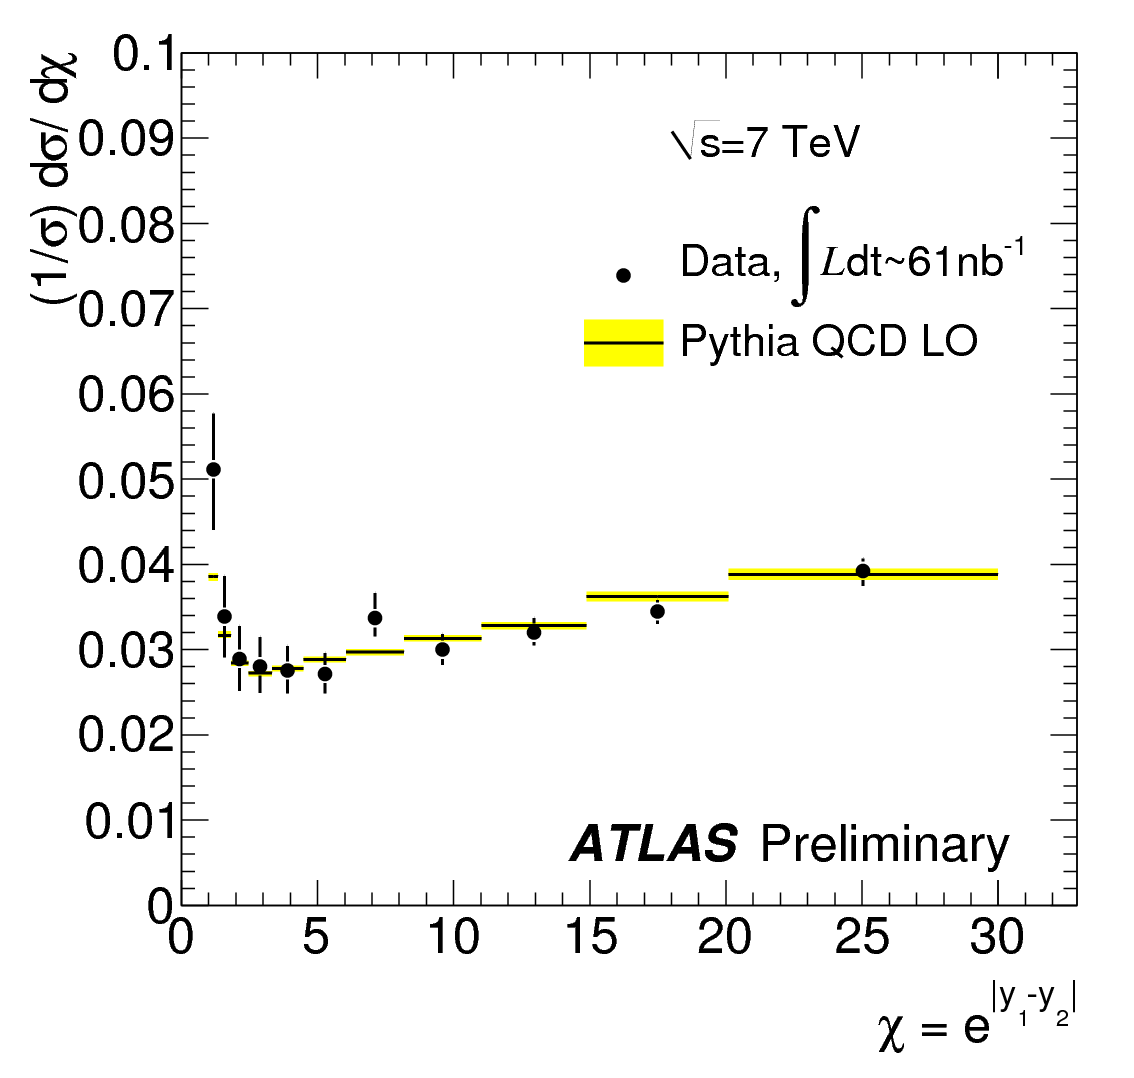 (1/σ) dσ/ dχ
0.1
0.09
0.08
0.07
0.06
0.05
0.04
0.03
0.02
0.01
0
√s=7 TeV
Data, ∫Ldt~61nb⁻¹
Pythia QCD LO
ATLAS Preliminary
0 5 10 15 20 25 30
χ = e^|y₁-y₂|